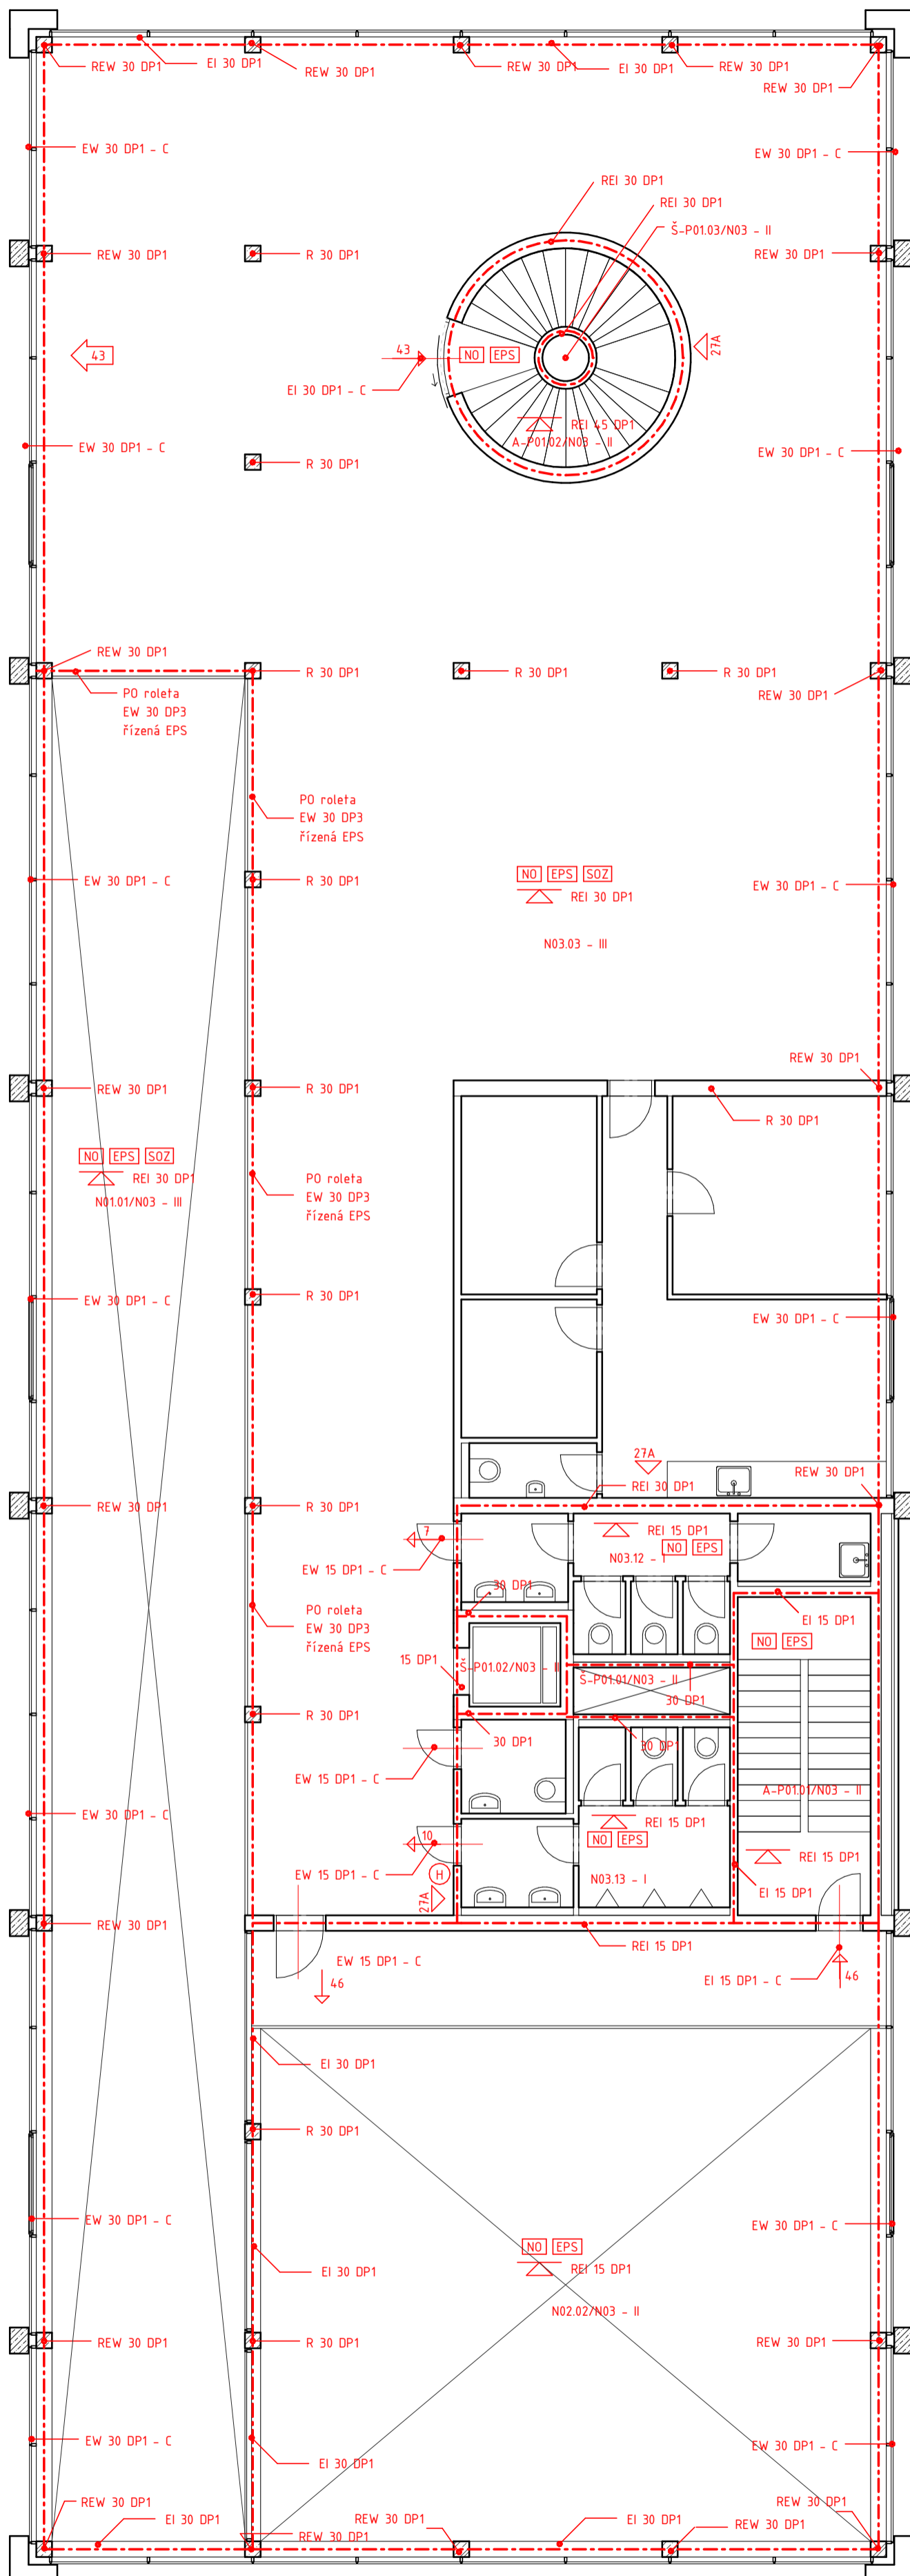 REW 30 DP1
EI 30 DP1
REW 30 DP1
REW 30 DP1
EI 30 DP1
REW 30 DP1
REW 30 DP1
EW 30 DP1 - C
EW 30 DP1 - C
REI 30 DP1
REI 30 DP1
Š-P01.03/N03 - II
REW 30 DP1
R 30 DP1
REW 30 DP1
43
43
NO EPS
27A
EI 30 DP1 - C
REI 45 DP1
A-P01.02/N03 - II
EW 30 DP1 - C
EW 30 DP1 - C
R 30 DP1
REW 30 DP1
R 30 DP1
R 30 DP1
R 30 DP1
REW 30 DP1
PO roleta
EW 30 DP3
řízená EPS
PO roleta
EW 30 DP3
řízená EPS
EW 30 DP1 - C
R 30 DP1
NO EPS SOZ
REI 30 DP1
EW 30 DP1 - C
N03.03 - III
REW 30 DP1
REW 30 DP1
R 30 DP1
R 30 DP1
NO EPS SOZ
REI 30 DP1
N01.01/N03 - III
PO roleta
EW 30 DP3
řízená EPS
EW 30 DP1 - C
R 30 DP1
EW 30 DP1 - C
27A
REW 30 DP1
REI 30 DP1
REW 30 DP1
R 30 DP1
7
REI 15 DP1
NO EPS
N03.12 - I
EW 15 DP1 - C
30 DP1
PO roleta
EW 30 DP3
řízená EPS
EI 15 DP1
NO EPS
15 DP1
Š-P01.02/N03 - II
Š-P01.01/N03 - II
30 DP1
R 30 DP1
30 DP1
30 DP1
EW 15 DP1 - C
A-P01.01/N03 - II
EW 30 DP1 - C
REI 15 DP1
10
NO EPS
REI 15 DP1
EW 15 DP1 - C
H
27A
N03.13 - I
EI 15 DP1
REW 30 DP1
REI 15 DP1
EW 15 DP1 - C
46
EI 15 DP1 - C
46
EI 30 DP1
R 30 DP1
EW 30 DP1 - C
EW 30 DP1 - C
NO EPS
REI 15 DP1
EI 30 DP1
N02.02/N03 - II
REW 30 DP1
R 30 DP1
REW 30 DP1
EW 30 DP1 - C
EW 30 DP1 - C
EI 30 DP1
REW 30 DP1
EI 30 DP1
REW 30 DP1
REW 30 DP1
EI 30 DP1
REW 30 DP1
REW 30 DP1